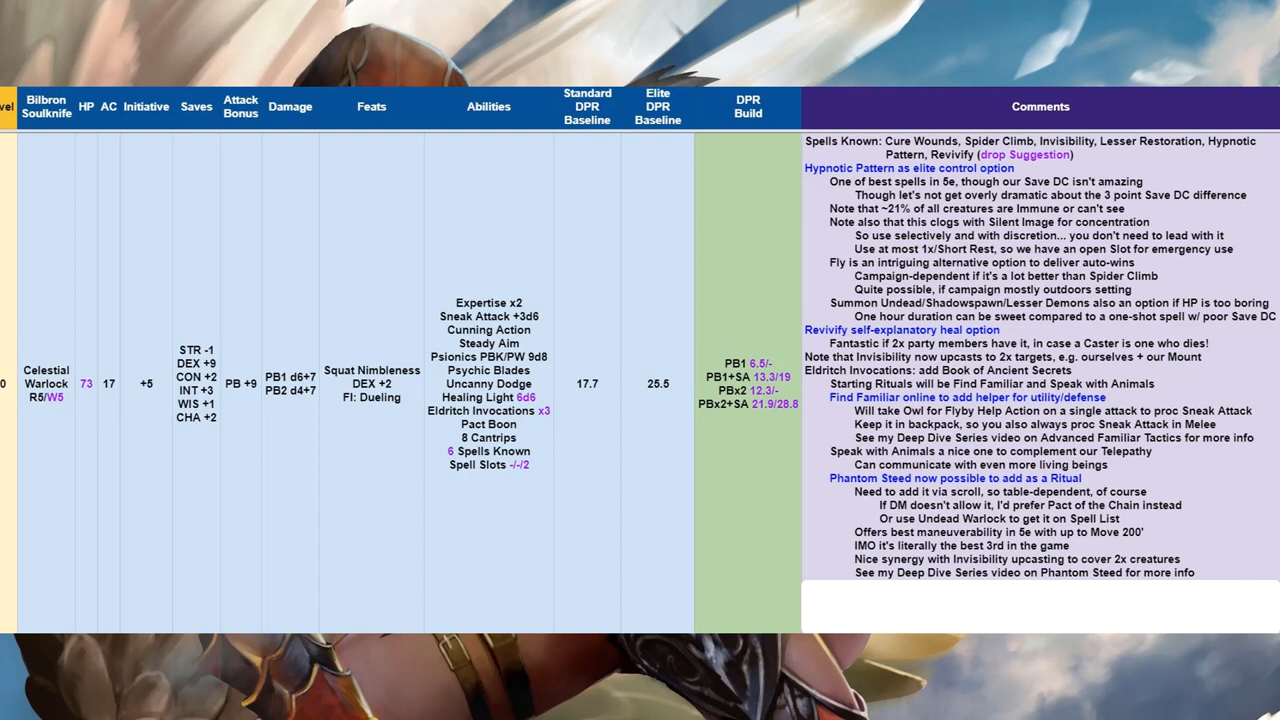 vel
Bilbron
Soulknife
HP
AC
Initiative
Saves
Attack
Bonus
Damage
Feats
Abilities
Standard
DPR
Baseline
Elite
DPR
Baseline
DPR
Build
Comments
0
Celestial
Warlock
R5/W5
73
17
+5
STR -1
DEX +9
CON +2
INT +3
WIS +1
CHA +2
PB +9
PB1 d6+7
PB2 d4+7
Squat Nimbleness
DEX +2
FI: Dueling
Expertise x2
Sneak Attack +3d6
Cunning Action
Steady Aim
Psionics PBK/PW 9d8
Psychic Blades
Uncanny Dodge
Healing Light 6d6
Eldritch Invocations x3
Pact Boon
8 Cantrips
6 Spells Known
Spell Slots -/-/2
17.7
25.5
PB1 6.5/-
PB1+SA 13.3/19
PBx2 12.3/-
PBx2+SA 21.9/28.8
Spells Known: Cure Wounds, Spider Climb, Invisibility, Lesser Restoration, Hypnotic
Pattern, Revivify (drop Suggestion)
Hypnotic Pattern as elite control option
One of best spells in 5e, though our Save DC isn't amazing
Though let's not get overly dramatic about the 3 point Save DC difference
Note that ~21% of all creatures are Immune or can't see
Note also that this clogs with Silent Image for concentration
So use selectively and with discretion... you don't need to lead with it
Use at most 1x/Short Rest, so we have an open Slot for emergency use
Fly is an intriguing alternative option to deliver auto-wins
Campaign-dependent if it's a lot better than Spider Climb
Quite possible, if campaign mostly outdoors setting
Summon Undead/Shadowspawn/Lesser Demons also an option if HP is too boring
One hour duration can be sweet compared to a one-shot spell w/ poor Save DC
Revivify self-explanatory heal option
Fantastic if 2x party members have it, in case a Caster is one who dies!
Note that Invisibility now upcasts to 2x targets, e.g. ourselves + our Mount
Eldritch Invocations: add Book of Ancient Secrets
Starting Rituals will be Find Familiar and Speak with Animals
Find Familiar online to add helper for utility/defense
Will take Owl for Flyby Help Action on a single attack to proc Sneak Attack
Keep it in backpack, so you also always proc Sneak Attack in Melee
See my Deep Dive Series video on Advanced Familiar Tactics for more info
Speak with Animals a nice one to complement our Telepathy
Can communicate with even more living beings
Phantom Steed now possible to add as a Ritual
Need to add it via scroll, so table-dependent, of course
If DM doesn't allow it, I'd prefer Pact of the Chain instead
Or use Undead Warlock to get it on Spell List
Offers best maneuverability in 5e with up to Move 200'
IMO it's literally the best 3rd in the game
Nice synergy with Invisibility upcasting to cover 2x creatures
See my Deep Dive Series video on Phantom Steed for more info